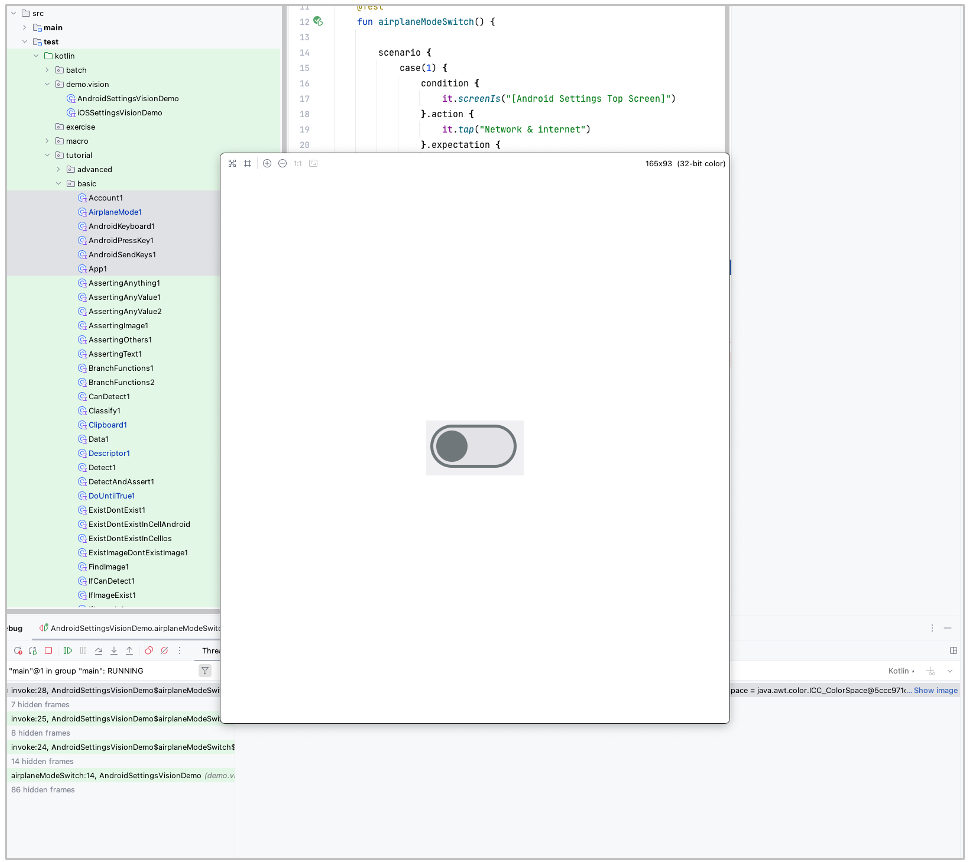 src
main
test
kotlin
batch
demo.vision
AndroidSettingsVisionDemo
iOSSettingsVisionDemo
exercise
macro
tutorial
advanced
basic
Account1
AirplaneMode1
AndroidKeyboard1
AndroidPressKey1
AndroidSendKeys1
App1
AssertingAnything1
AssertingAnyValue1
AssertingAnyValue2
AssertingImage1
AssertingOthers1
AssertingText1
BranchFunctions1
BranchFunctions2
CanDetect1
Classify1
Clipboard1
Data1
Descriptor1
Detect1
DetectAndAssert1
DoUntilTrue1
ExistDontExist1
ExistDontExistInCellAndroid
ExistDontExistInCellIos
ExistImageDontExistImage1
FindImage1
IfCanDetect1
IfImageExist1
11 @Test
12 fun airplaneModeSwitch() {
13
14 scenario {
15 case(1) {
16 condition {
17 it.screenIs("[Android Settings Top Screen]")
18 }.action {
19 it.tap("Network & internet")
20 }.expectation {
1:1
165x93 (32-bit color)
ebug
AndroidSettingsVisionDemo.airplaneModeSwitc
Threa
"main"@1 in group "main": RUNNING
Kotlin
invoke:28, AndroidSettingsVisionDemo$airplaneModeSwit
pace = java.awt.color.ICC_ColorSpace@5ccc971e... Show image
7 hidden frames
invoke:25, AndroidSettingsVisionDemo$airplaneModeSwit
8 hidden frames
invoke:24, AndroidSettingsVisionDemo$airplaneModeSwitch$
14 hidden frames
airplaneModeSwitch:14, AndroidSettingsVisionDemo (demo.v
86 hidden frames